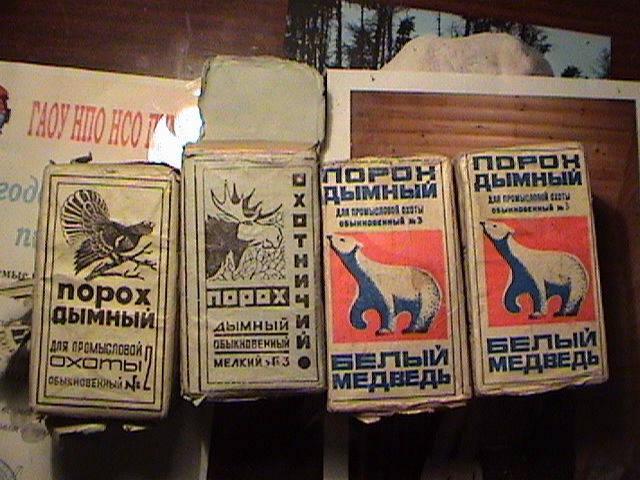 ГАОУ НПО НСО
порох
дымный
ДЛЯ ПРОМЫСЛОВОЙ
ОХОТЫ
ОБЫКНОВЕННЫЙ №2
ОХОТНИЧИЙ
ПОРОХ
ДЫМНЫЙ
ОБЫКНОВЕННЫЙ
МЕЛКИЙ №3
ПОРОХ
ДЫМНЫЙ
ДЛЯ ПРОМЫСЛОВОЙ ОХОТЫ
ОБЫКНОВЕННЫЙ №3
БЕЛЫЙ
МЕДВЕДЬ
ПОРОХ
ДЫМНЫЙ
ДЛЯ ПРОМЫСЛОВОЙ ОХОТЫ
ОБЫКНОВЕННЫЙ №3
БЕЛЫЙ
МЕДВЕДЬ